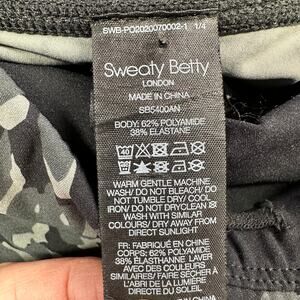 SWB-PO2020070002-1 1/4
Sweaty Betty
LONDON
MADE IN CHINA
SB5400AN
BODY: 62% POLYAMIDE
38% ELASTANE
40
WARM GENTLE MACHINE
WASH/ DO NOT BLEACH/ DO
NOT TUMBLE DRY/ COOL
IRON/ DO NOT DRYCLEAN
WASH WITH SIMILAR
COLOURS/ DRY AWAY FROM
DIRECT SUNLIGHT
FR: FABRIQUÉ EN CHINE
CORPS: 62% POLYAMIDE
38% ELASTHANNE LAVER
AVEC DES COULEURS
SIMILAIRES/ FAIRE SÉCHER À
L'ABRI DE LA LUMIERE
DIRECTE DU SOLEIL